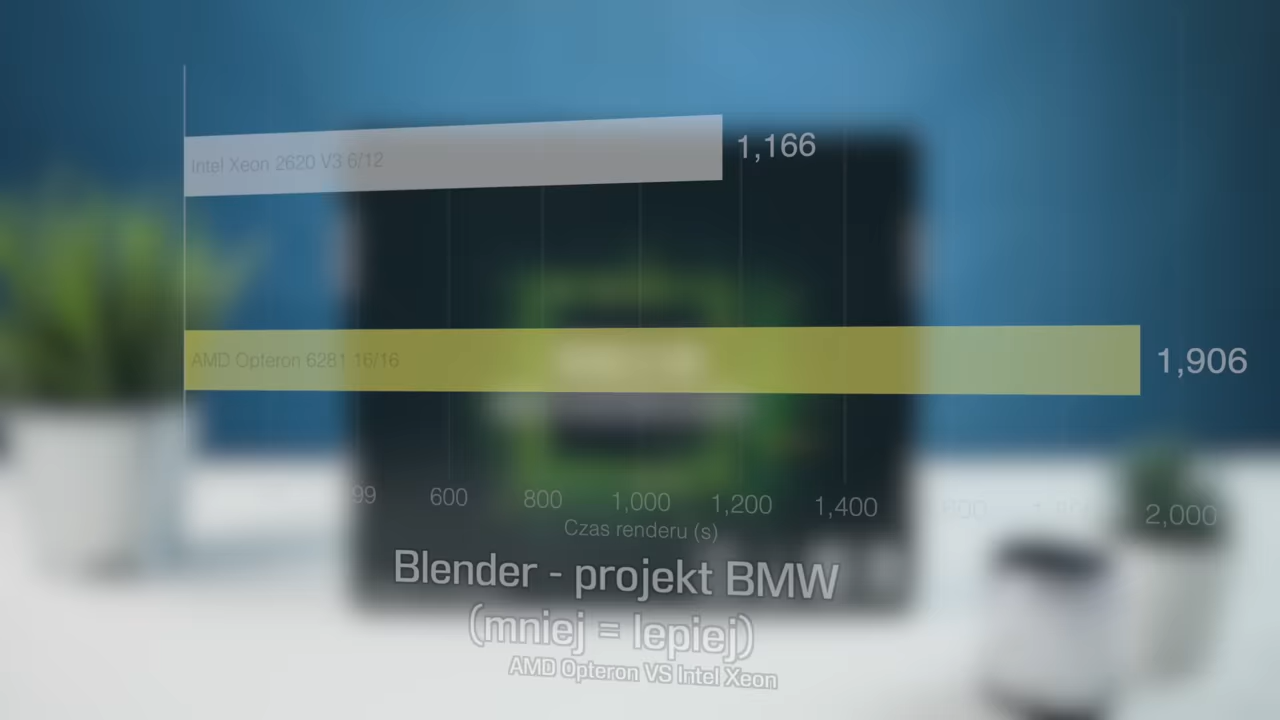 Intel Xeon 2620 V3 6/12
1,166
AMD Opteron 6281 16/16
1,906
99 600 800 1,000 1,200 1,400 2,000
Czas renderu (s)
Blender - projekt BMW
(mniej = lepiej)
AMD Opteron VS Intel Xeon